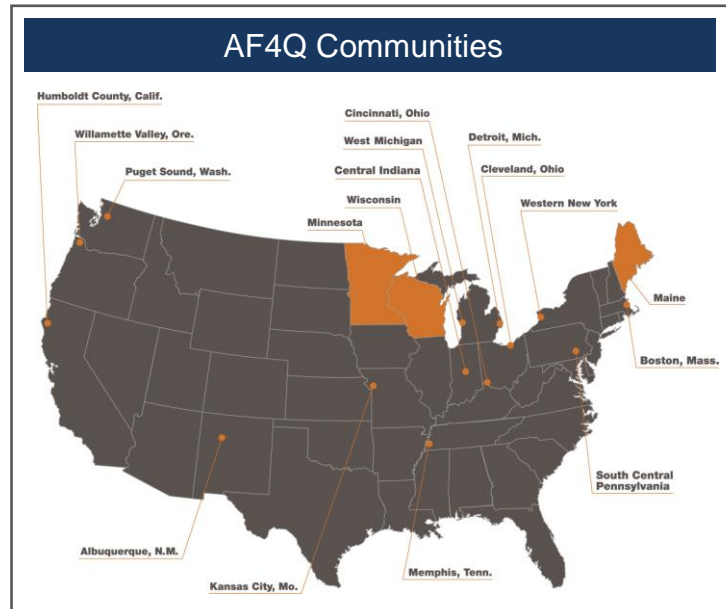 AF4Q Communities
Humboldt County, Calif.
Willamette Valley, Ore.
Puget Sound, Wash.
Cincinnati, Ohio
West Michigan
Central Indiana
Wisconsin
Minnesota
Detroit, Mich.
Cleveland, Ohio
Western New York
Maine
Boston, Mass.
South Central
Pennsylvania
Albuquerque, N.M.
Kansas City, Mo.
Memphis, Tenn.